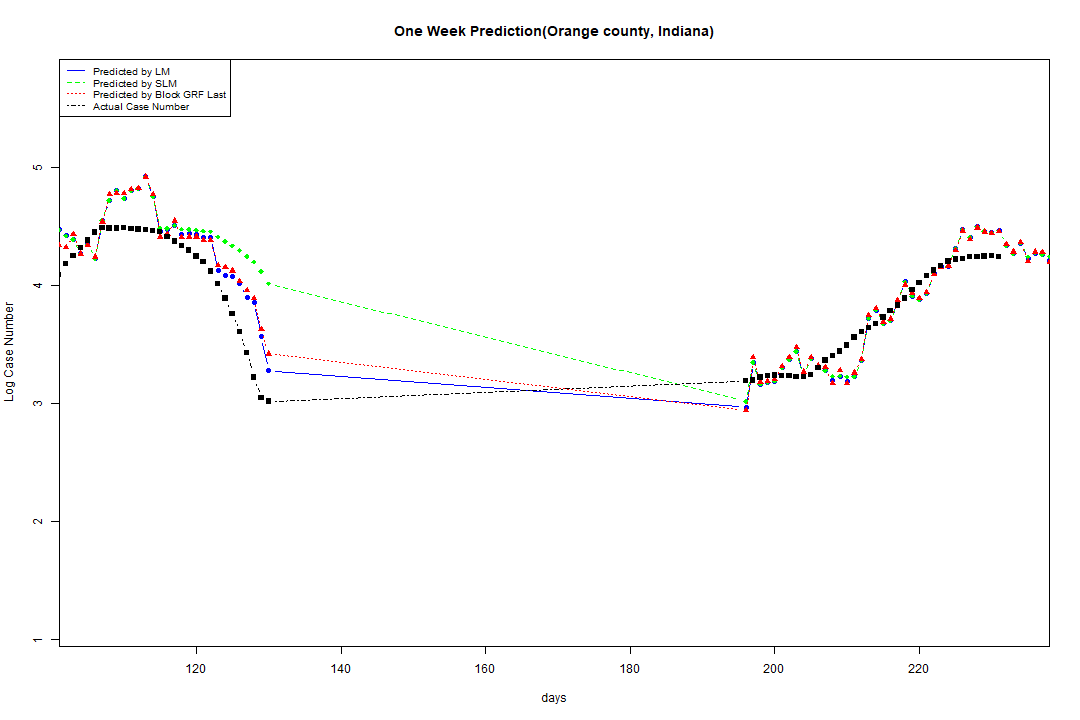 One Week Prediction(Orange county, Indiana)
Predicted by LM
Predicted by SLM
Predicted by Block GRF Last
Actual Case Number
5
4
3
2
1
Log Case Number
120 140 160 180 200 220
days